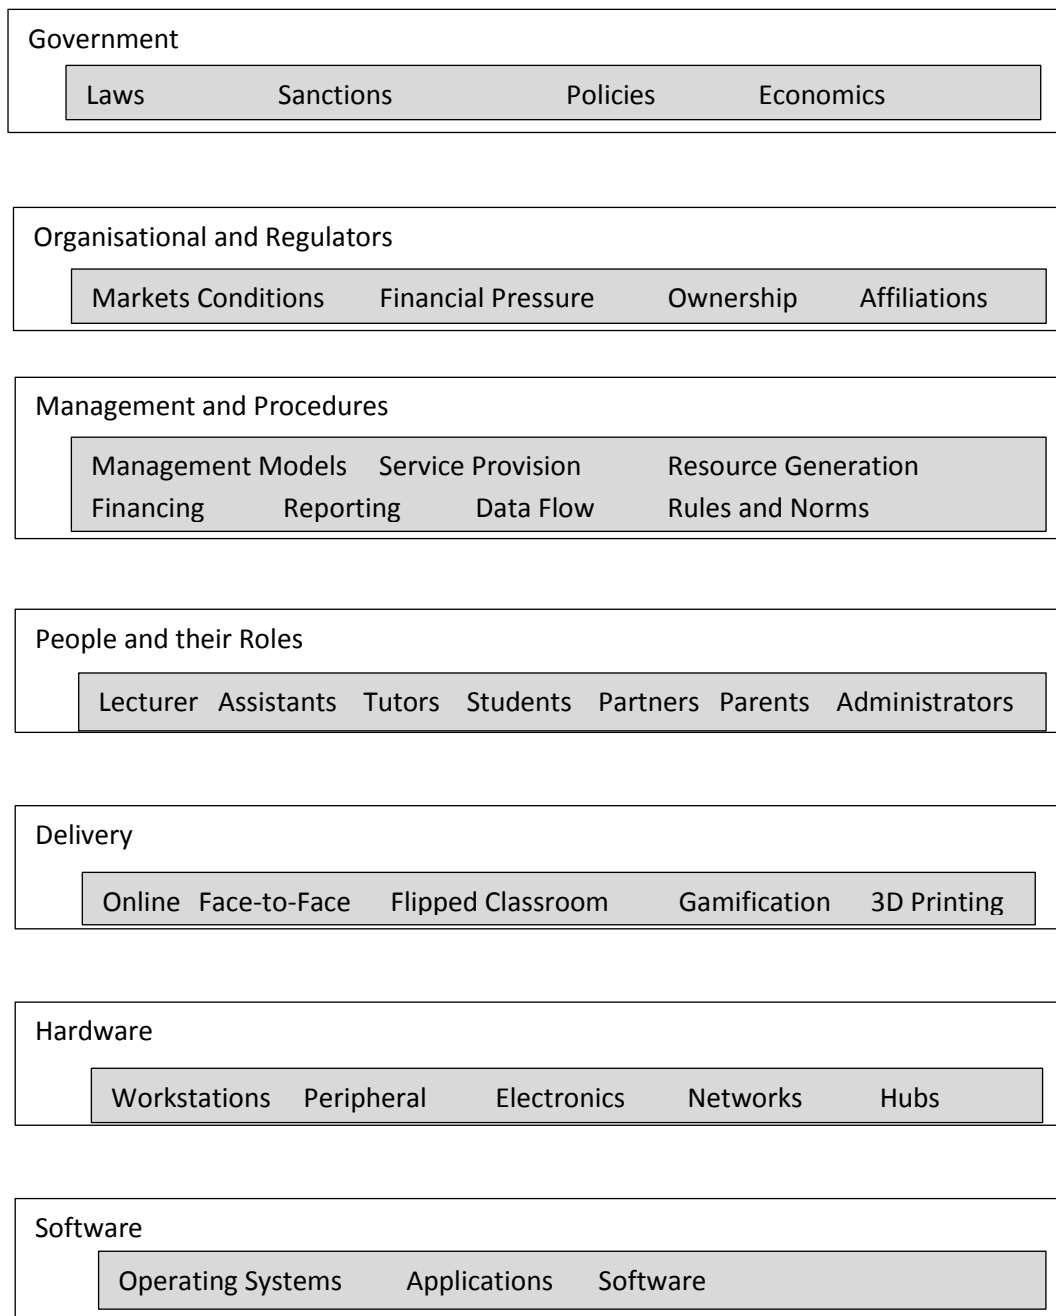 Government
Laws Sanctions Policies Economics
Organisational and Regulators
Markets Conditions Financial Pressure Ownership Affiliations
Management and Procedures
Management Models Service Provision Resource Generation
Financing Reporting Data Flow Rules and Norms
People and their Roles
Lecturer Assistants Tutors Students Partners Parents Administrators
Delivery
Online Face-to-Face Flipped Classroom Gamification 3D Printing
Hardware
Workstations Peripheral Electronics Networks Hubs
Software
Operating Systems Applications Software